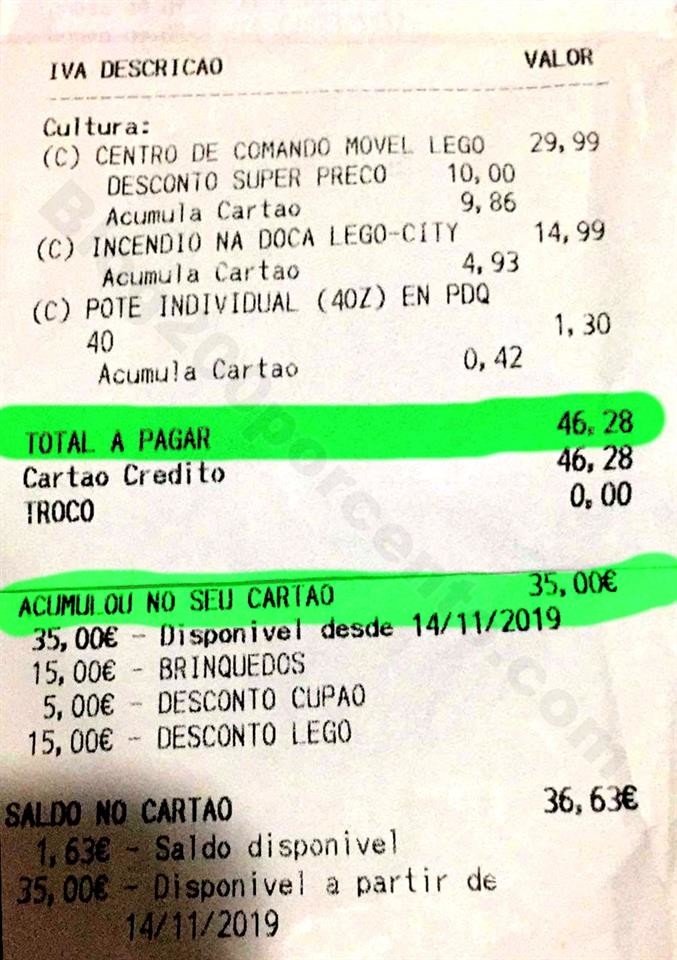 IVA DESCRICAO VALOR
Cultura:
(C) CENTRO DE COMANDO MOVEL LEGO 29,99
DESCONTO SUPER PRECO 10,00
Acumula Cartao 9,86
(C) INCENDIO NA DOCA LEGO-CITY 14,99
Acumula Cartao 4,93
(C) POTE INDIVIDUAL (4OZ) EN PDQ
40 1,30
Acumula Cartao 0,42
TOTAL A PAGAR 46,28
Cartao Credito 46,28
TROCO 0,00
ACUMULOU NO SEU CARTAO 35,00€
35,00€ - Disponivel desde 14/11/2019
15,00€ - BRINQUEDOS
5,00€ - DESCONTO CUPAO
15,00€ - DESCONTO LEGO
SALDO NO CARTAO 36,63€
1,63€ - Saldo disponivel
35,00€ - Disponivel a partir de
14/11/2019